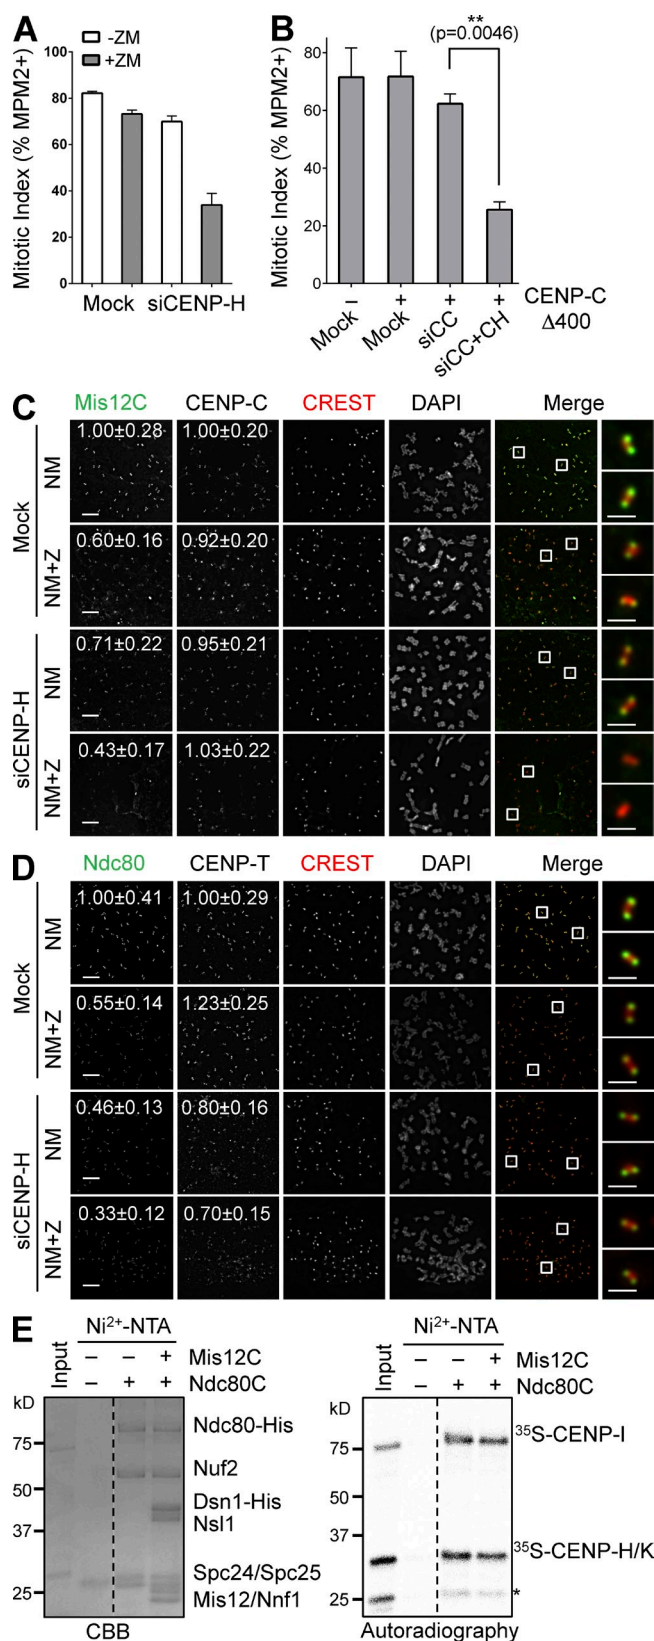 A
-ZM
+ZM
Mitotic Index (% MPM2+)
100
80
60
40
20
0
Mock siCENP-H
B
**
(p=0.0046)
Mitotic Index (% MPM2+)
80
60
40
20
0
– + + + CENP-C
Mock Mock siCC siCC+CH Δ400
C
Mis12C CENP-C CREST DAPI Merge
Mock
NM
1.00±0.28 1.00±0.20
NM+Z
0.60±0.16 0.92±0.20
siCENP-H
NM
0.71±0.22 0.95±0.21
NM+Z
0.43±0.17 1.03±0.22
D
Ndc80 CENP-T CREST DAPI Merge
Mock
NM
1.00±0.41 1.00±0.29
NM+Z
0.55±0.14 1.23±0.25
siCENP-H
NM
0.46±0.13 0.80±0.16
NM+Z
0.33±0.12 0.70±0.15
E
Ni²⁺-NTA
Input – – + Mis12C
– + + Ndc80C
kD
75
50
37
25
Ndc80-His
Nuf2
Dsn1-His
Nsl1
Spc24/Spc25
Mis12/Nnf1
CBB
Ni²⁺-NTA
Input – – + Mis12C
– + + Ndc80C
kD
75
50
37
25
³⁵S-CENP-I
³⁵S-CENP-H/K
*
Autoradiography